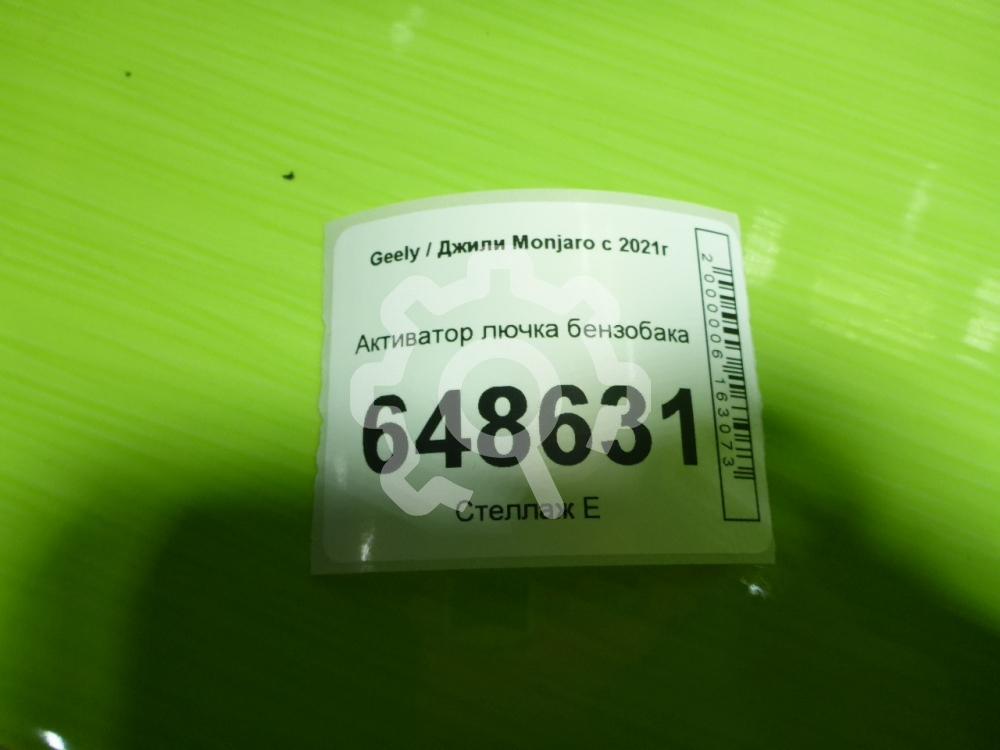 Geely / Джили Monjaro с 2021г
Активатор лючка бензобака
648631
Стеллаж Е
2000006163073